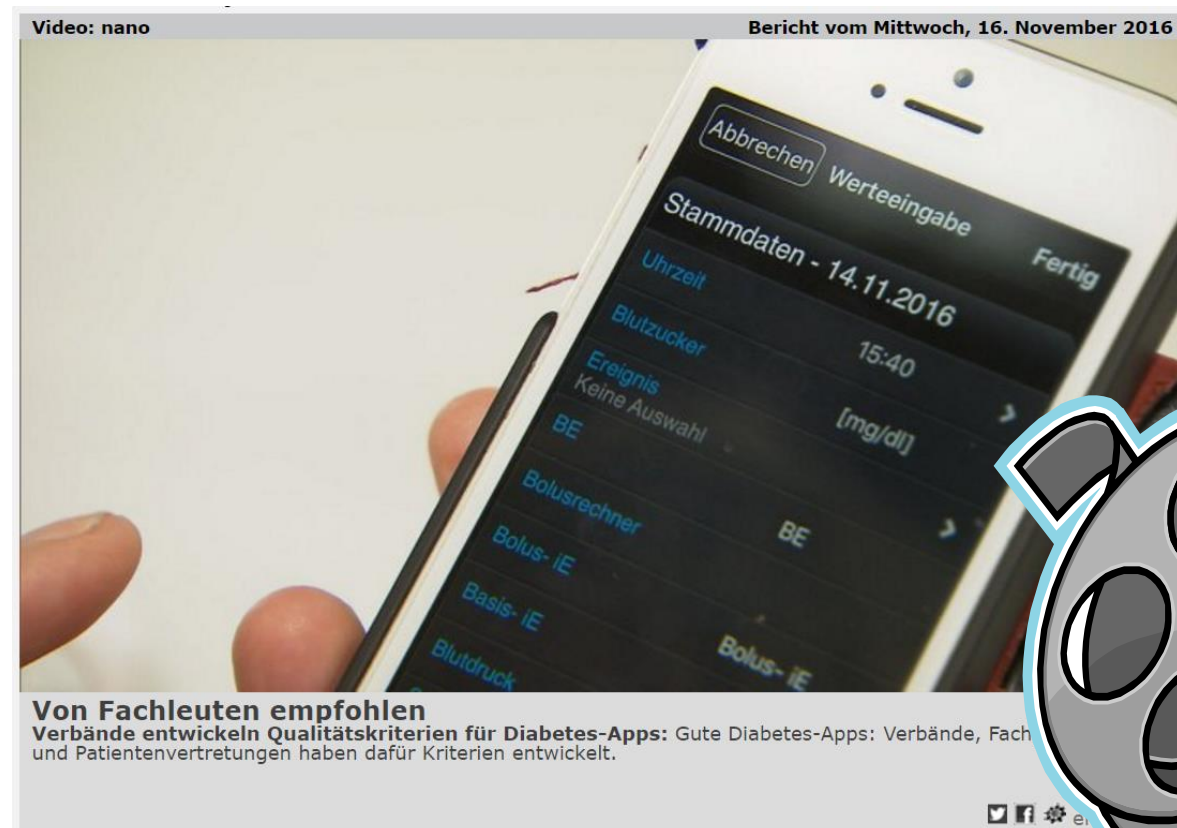 Video: nano
Bericht vom Mittwoch, 16. November 2016
Abbrechen Werteeingabe Fertig
Stammdaten - 14.11.2016
Uhrzeit 15:40
Blutzucker [mg/dl]
Ereignis
Keine Auswahl
BE BE
Bolusrechner
Bolus- iE Bolus- iE
Basis- iE
Blutdruck
Von Fachleuten empfohlen
Verbände entwickeln Qualitätskriterien für Diabetes-Apps: Gute Diabetes-Apps: Verbände,
und Patientenvertretungen haben dafür Kriterien entwickelt.